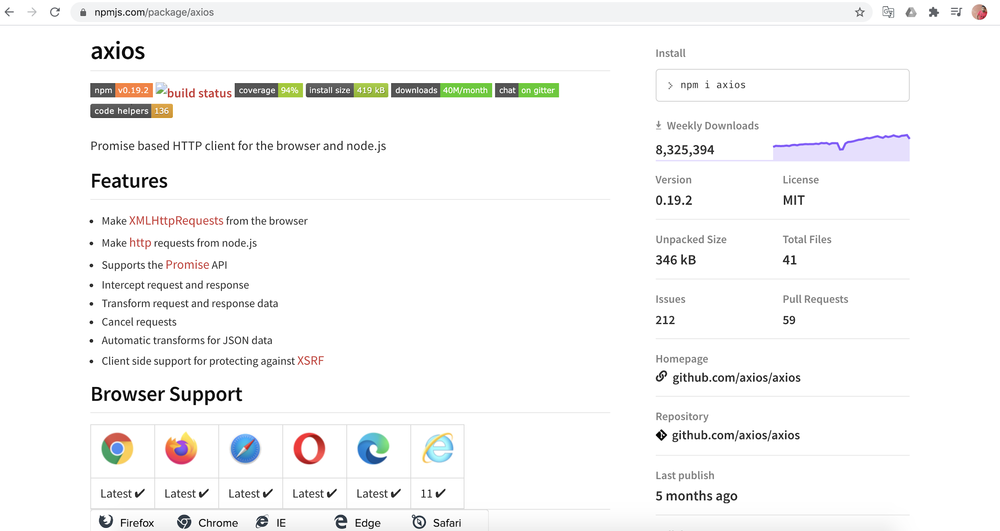 npmjs.com/package/axios
axios
npm v0.19.2 build status coverage 94% install size 419 kB downloads 40M/month chat on gitter
code helpers 136
Promise based HTTP client for the browser and node.js
Features
Make XMLHttpRequests from the browser
Make http requests from node.js
Supports the Promise API
Intercept request and response
Transform request and response data
Cancel requests
Automatic transforms for JSON data
Client side support for protecting against XSRF
Browser Support
Latest ✔ Latest ✔ Latest ✔ Latest ✔ Latest ✔ 11 ✔
Firefox Chrome IE Edge Safari
Install
> npm i axios
Weekly Downloads
8,325,394
Version License
0.19.2 MIT
Unpacked Size Total Files
346 kB 41
Issues Pull Requests
212 59
Homepage
github.com/axios/axios
Repository
github.com/axios/axios
Last publish
5 months ago